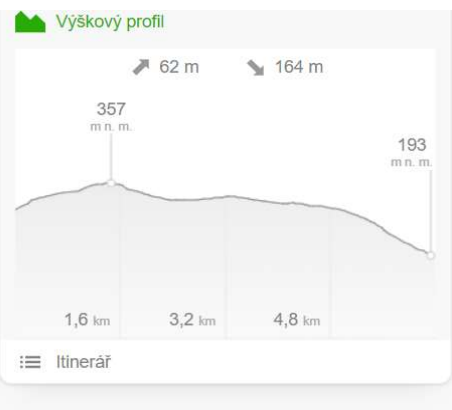 Výškový profil
62 m 164 m
357
m n. m.
193
m n. m.
1,6 km 3,2 km 4,8 km
Itinerář